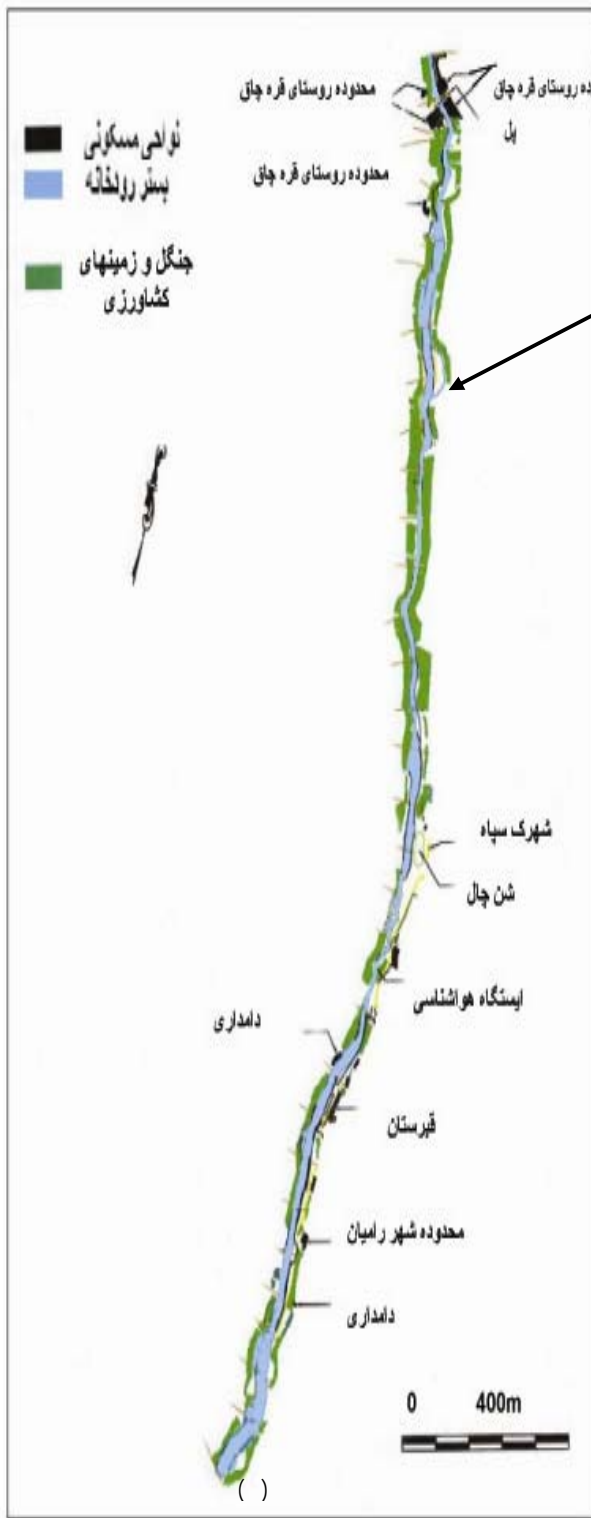 محدوده روستای قره چاق
ده روستای قره چاق
پل
محدوده روستای قره چاق
نواحی مسکونی
بستر رودخانه
جنگل و زمینهای
کشاورزی
شهرک سپاه
شن چال
ایستگاه هواشناسی
دامداری
قبرستان
محدوده شهر رامیان
دامداری
0 400m
( )